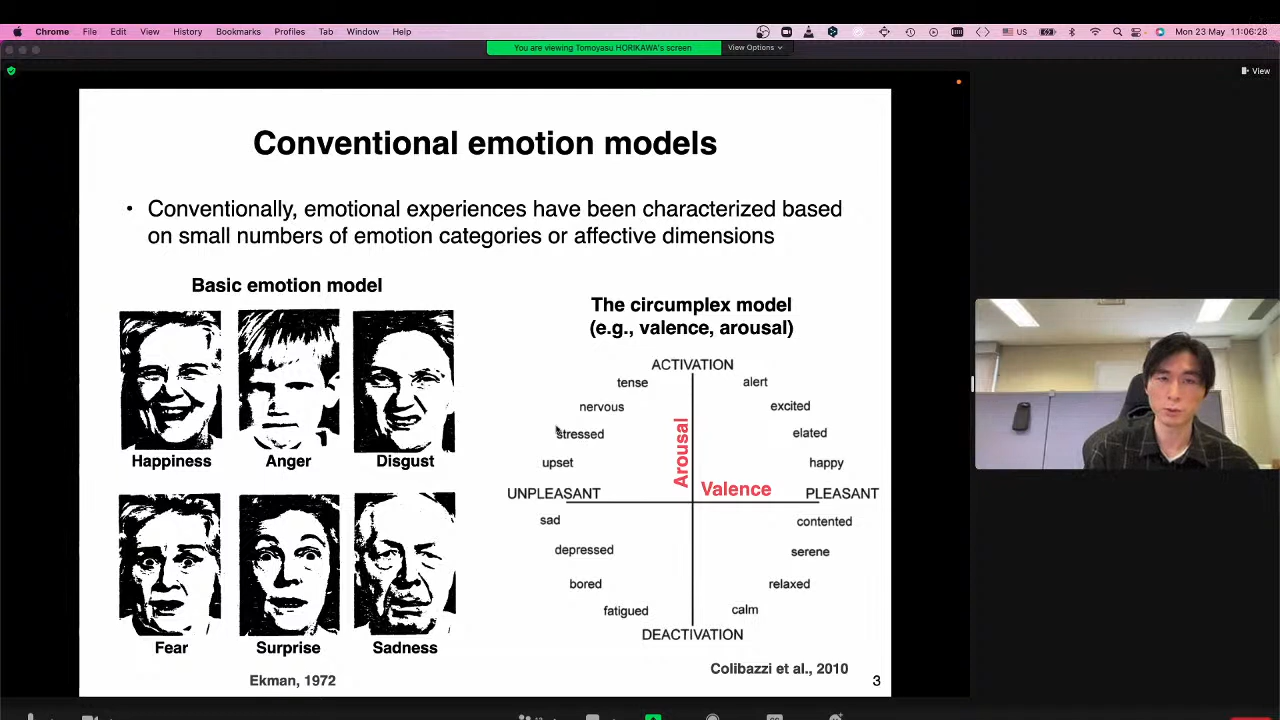 Chrome File Edit View History Bookmarks Profiles Tab Window Help
US
Mon 23 May 11:06:28
You are viewing Tomoyasu HORIKAWA's screen
View Options
View
Conventional emotion models
• Conventionally, emotional experiences have been characterized based
on small numbers of emotion categories or affective dimensions
Basic emotion model
Happiness Anger Disgust
Fear Surprise Sadness
Ekman, 1972
The circumplex model
(e.g., valence, arousal)
ACTIVATION
tense alert
nervous excited
stressed elated
upset happy
Arousal
Valence
UNPLEASANT PLEASANT
sad contented
depressed serene
bored relaxed
fatigued calm
DEACTIVATION
Colibazzi et al., 2010
3